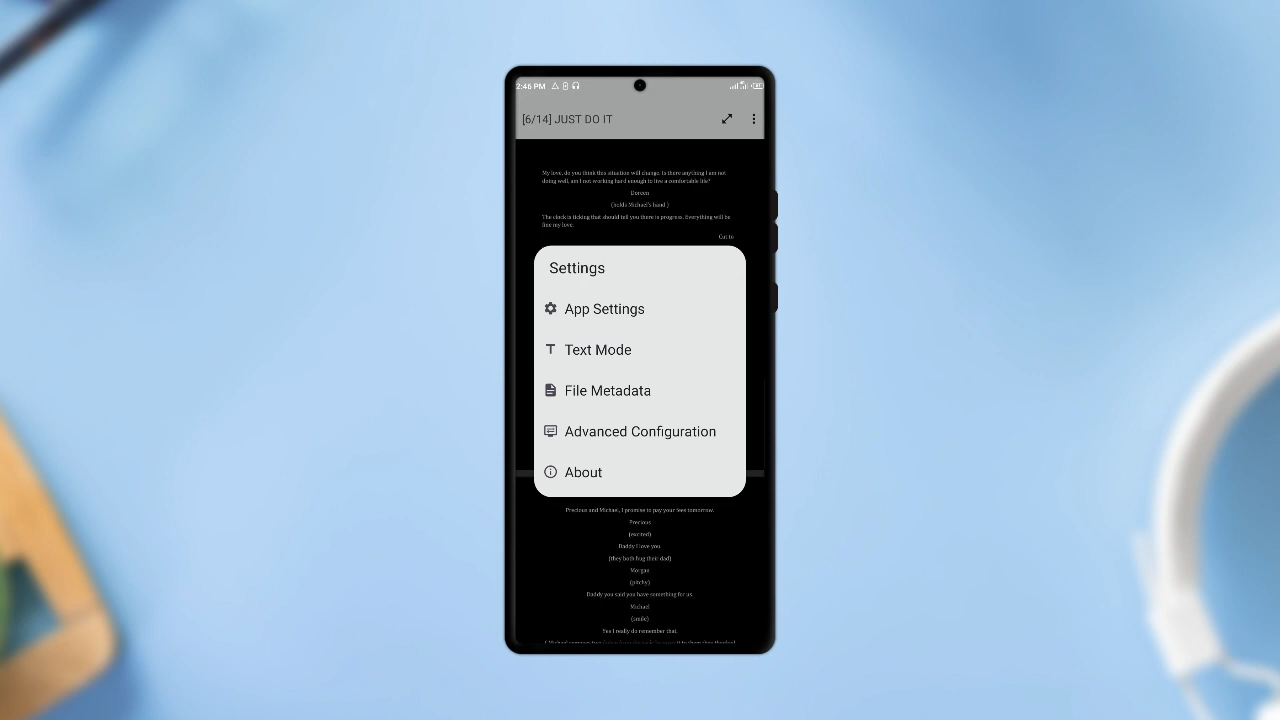 2:46 PM
[6/14] JUST DO IT
My love, do you think this situation will change, is there anything I am not
doing well, am I not working hard enough to live a comfortable life?
Doreen
(holds Michael's hand )
The clock is ticking that should tell you there is progress. Everything will be
fine my love.
Cut to
Settings
App Settings
Text Mode
File Metadata
Advanced Configuration
About
Precious and Michael, I promise to pay your fees tomorrow.
Precious
(excited)
Daddy I love you.
(they both hug their dad)
Morgan
(pitchy)
Daddy you said you have something for us.
Michael
(smile)
Yes I really do remember that.